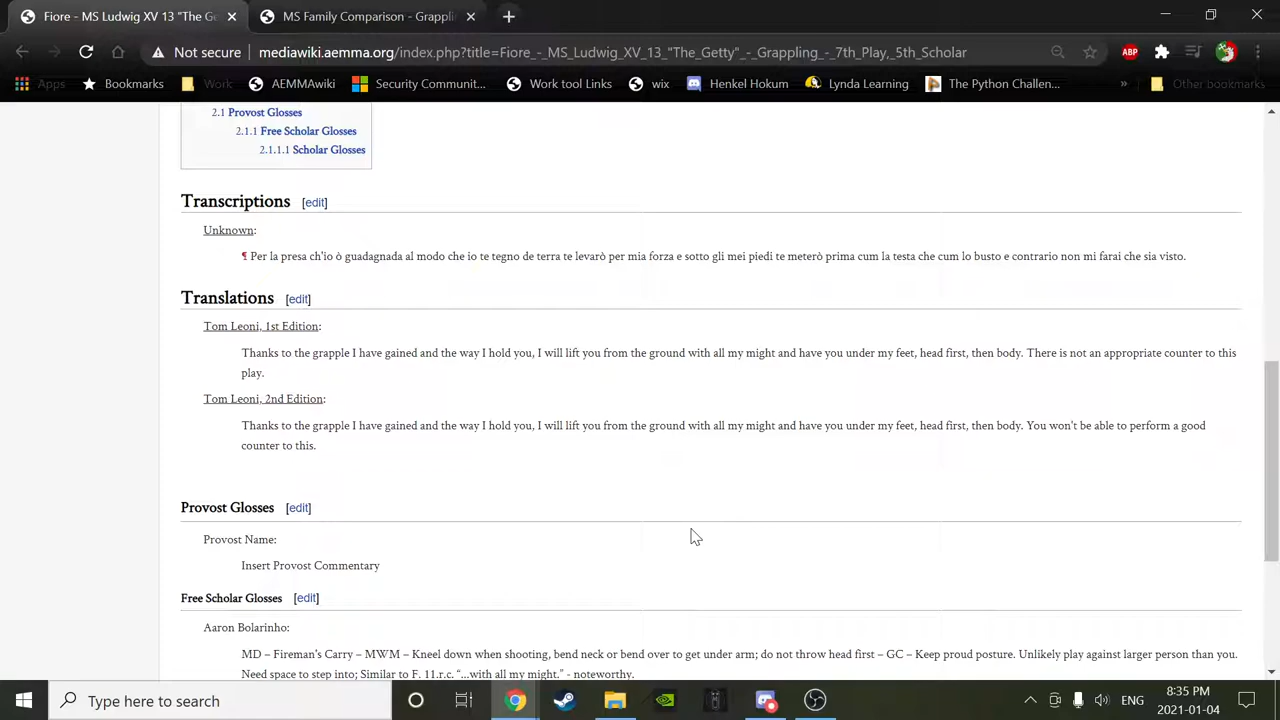 Fiore - MS Ludwig XV 13 "The Ge
MS Family Comparison - Grappli
Not secure
mediawiki.aemma.org/index.php?title=Fiore_-_MS_Ludwig_XV_13_"The_Getty"_-_Grappling_-_7th_Play,_5th_Scholar
ABP
Apps
Bookmarks
Work
AEMMAwiki
Security Commun...
Work tool Links
wix
Henkel Hokum
Lynda Learning
The Python Challen...
»
Other bookmarks
2.1 Provost Glosses
2.1.1 Free Scholar Glosses
2.1.1.1 Scholar Glosses
Transcriptions [edit]
Unknown:
¶ Per la presa ch'io ò guadagnada al modo che io te tegno de terra te levarò per mia forza e sotto gli mei piedi te meterò prima cum la testa che cum lo busto e contrario non mi farai che sia visto.
Translations [edit]
Tom Leoni, 1st Edition:
Thanks to the grapple I have gained and the way I hold you, I will lift you from the ground with all my might and have you under my feet, head first, then body. There is not an appropriate counter to this
play.
Tom Leoni, 2nd Edition:
Thanks to the grapple I have gained and the way I hold you, I will lift you from the ground with all my might and have you under my feet, head first, then body. You won't be able to perform a good
counter to this.
Provost Glosses [edit]
Provost Name:
Insert Provost Commentary
Free Scholar Glosses [edit]
Aaron Bolarinho:
MD – Fireman's Carry – MWM – Kneel down when shooting, bend neck or bend over to get under arm; do not throw head first – GC – Keep proud posture. Unlikely play against larger person than you.
Need space to step into; Similar to F. 11.r.c. “...with all my might.” - noteworthy.
Type here to search
ENG
8:35 PM
2021-01-04